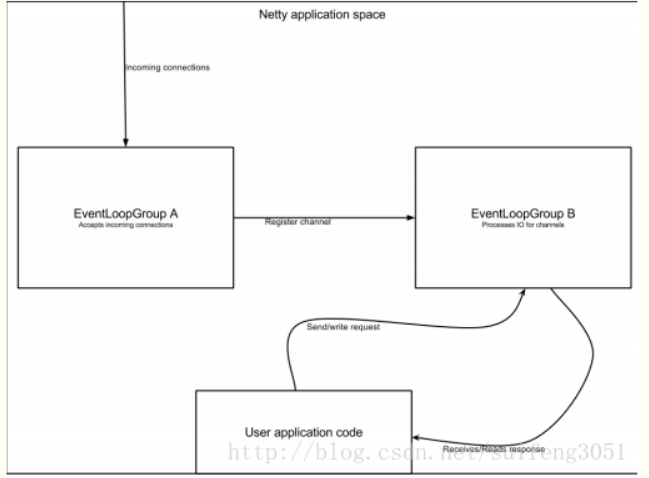 Netty application space
Incoming connections
EventLoopGroup A
Accepts incoming connections
Register channel
EventLoopGroup B
Processes IO for channels
Send/write request
User application code
Receives/Reads response
http://blog.csdn.net/suifeng3051